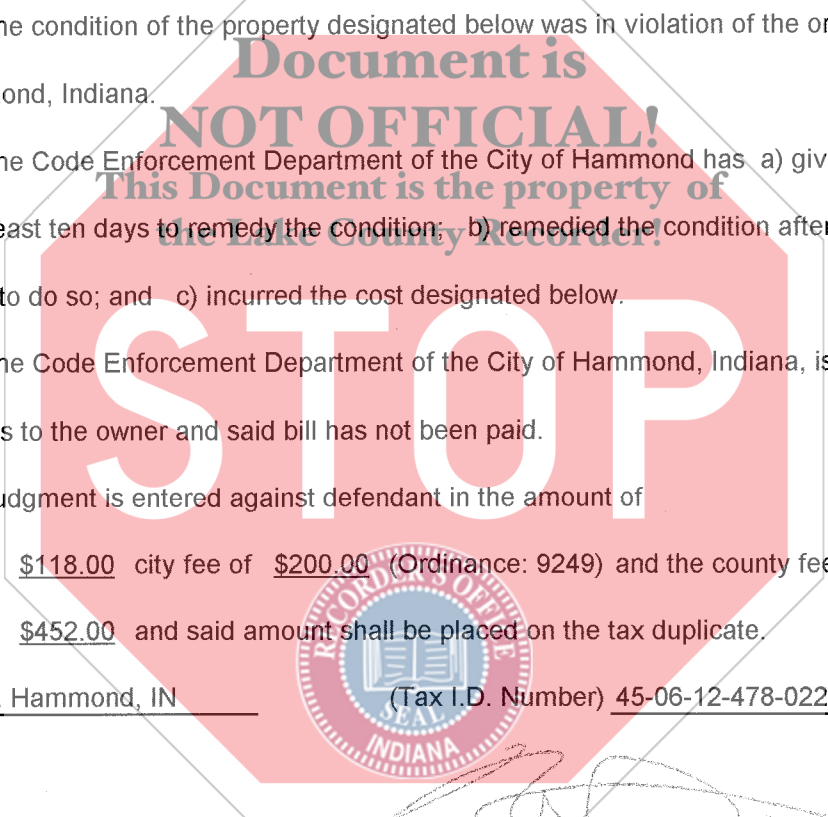 he condition of the property designated below was in violation of the or
Document is
ond, Indiana.
NOT OFFICIAL!
he Code Enforcement Department of the City of Hammond has a) giv
This Document is the property of
east ten days to remedy the condition; b) remedied the condition after
the Lake County Recorder!
to do so; and c) incurred the cost designated below.
STOP
he Code Enforcement Department of the City of Hammond, Indiana, is
s to the owner and said bill has not been paid.
udgment is entered against defendant in the amount of
$118.00 city fee of $200.00 (Ordinance: 9249) and the county fee
$452.00 and said amount shall be placed on the tax duplicate.
. Hammond, IN (Tax I.D. Number) 45-06-12-478-022
RECORDER'S OFFICE
SEAL
INDIANA